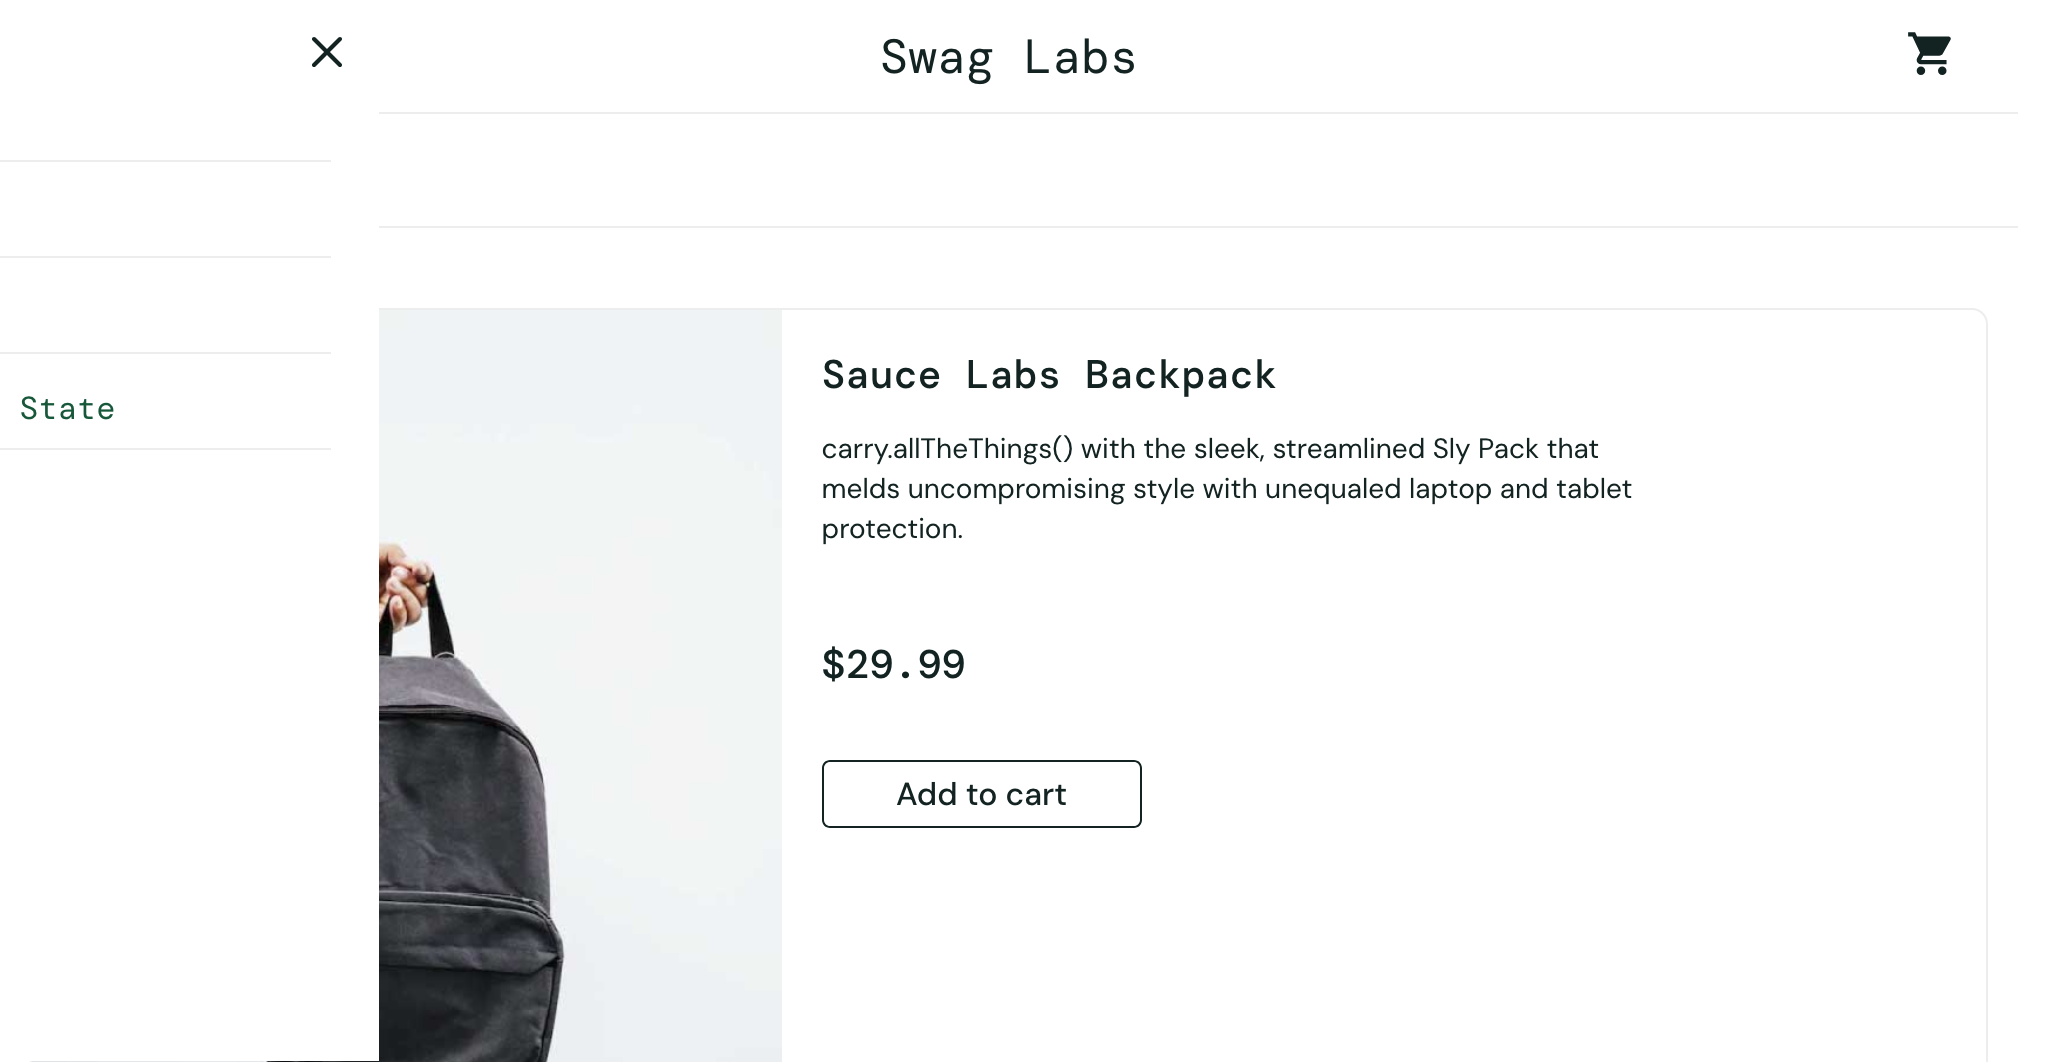 Swag Labs
State
Sauce Labs Backpack
carry.allTheThings() with the sleek, streamlined Sly Pack that
melds uncompromising style with unequaled laptop and tablet
protection.
$29.99
Add to cart